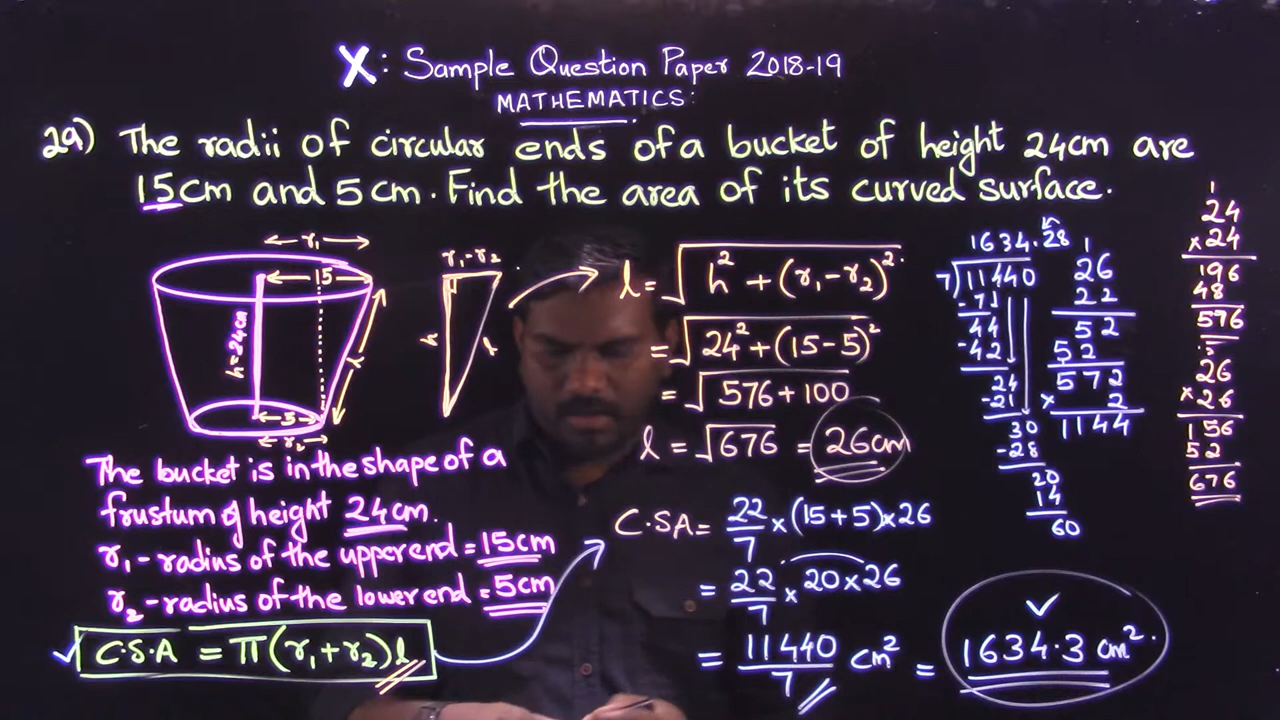 X: Sample Question Paper 2018-19
MATHEMATICS:
29) The radii of circular ends of a bucket of height 24cm are
15cm and 5cm. Find the area of its curved surface.
r₁
15
h=24cm
l
5
r₂
r₁-r₂
h
l
l = √(h² + (r₁-r₂)²)
= √(24² + (15-5)²)
= √(576+100)
l = √676 = 26cm
The bucket is in the shape of a
frustum of height 24cm.
r₁ - radius of the upper end = 15cm
r₂ - radius of the lower end = 5cm
C.S.A = π(r₁+r₂)l
C.S.A = 22/7 × (15+5) × 26
= 22/7 × 20 × 26
= 11440/7 cm² = 1634.3 cm².
1634.28
7)11440
-7
44
-42
24
-21
30
-28
20
14
60
1
26
22
52
52
572
× 2
1144
1
24
×24
196
48
576
26
×26
156
52
676